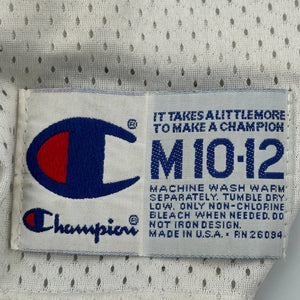 IT TAKES A LITTLE MORE
TO MAKE A CHAMPION
®
M 10-12
MACHINE WASH WARM
SEPARATELY. TUMBLE DRY
LOW. ONLY NON-CHLORINE
BLEACH WHEN NEEDED. DO
NOT IRON DESIGN.
MADE IN U.S.A. • RN 26094
Champion®